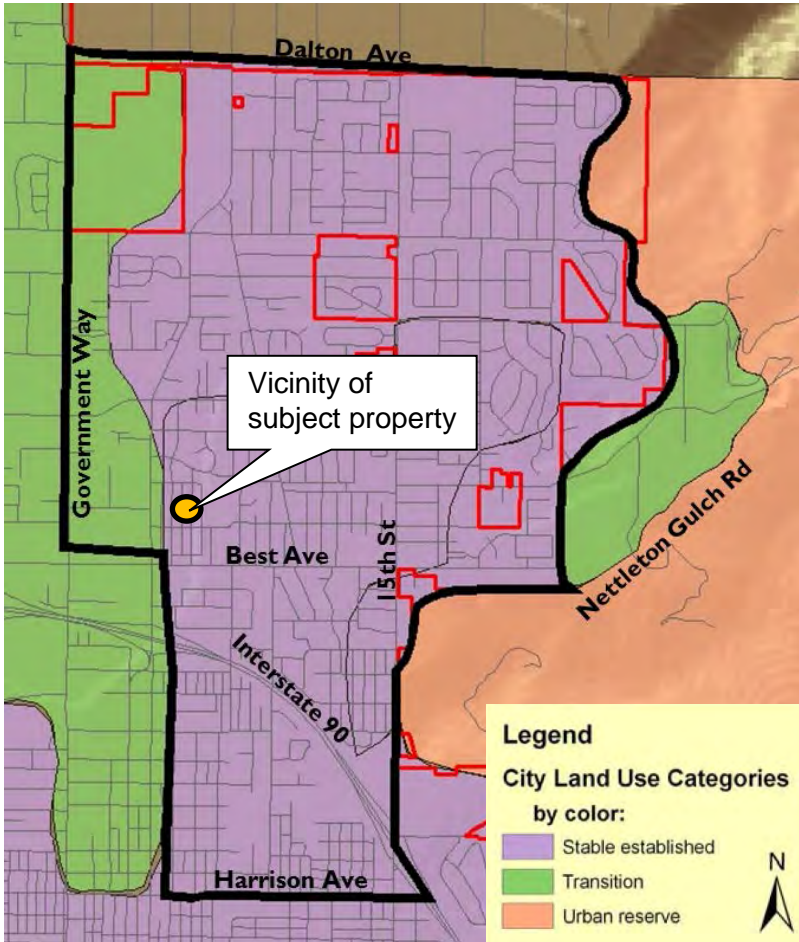 Dalton Ave
Government Way
Vicinity of
subject property
Best Ave
15th St
Nettleton Gulch Rd
Interstate 90
Harrison Ave
Legend
City Land Use Categories
by color:
Stable established
Transition
Urban reserve
N